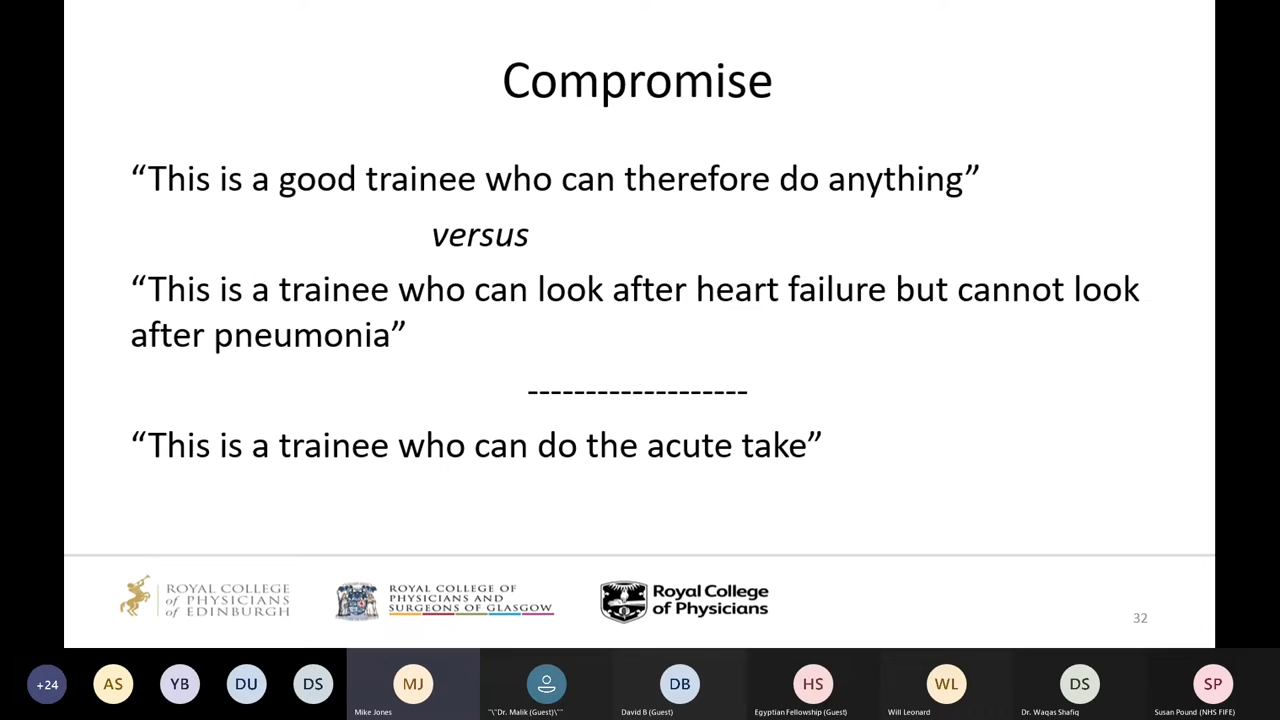 Compromise
“This is a good trainee who can therefore do anything”
versus
“This is a trainee who can look after heart failure but cannot look
after pneumonia”
-------------------
“This is a trainee who can do the acute take”
ROYAL COLLEGE
of PHYSICIANS
of EDINBURGH
ROYAL COLLEGE OF
PHYSICIANS AND
SURGEONS OF GLASGOW
Royal College
of Physicians
32
+24
AS
YB
DU
DS
MJ
DB
HS
WL
DS
SP
Mike Jones
"\"Dr. Malik (Guest)\""
David B (Guest)
Egyptian Fellowship (Guest)
Will Leonard
Dr. Waqas Shafiq
Susan Pound (NHS FIFE)